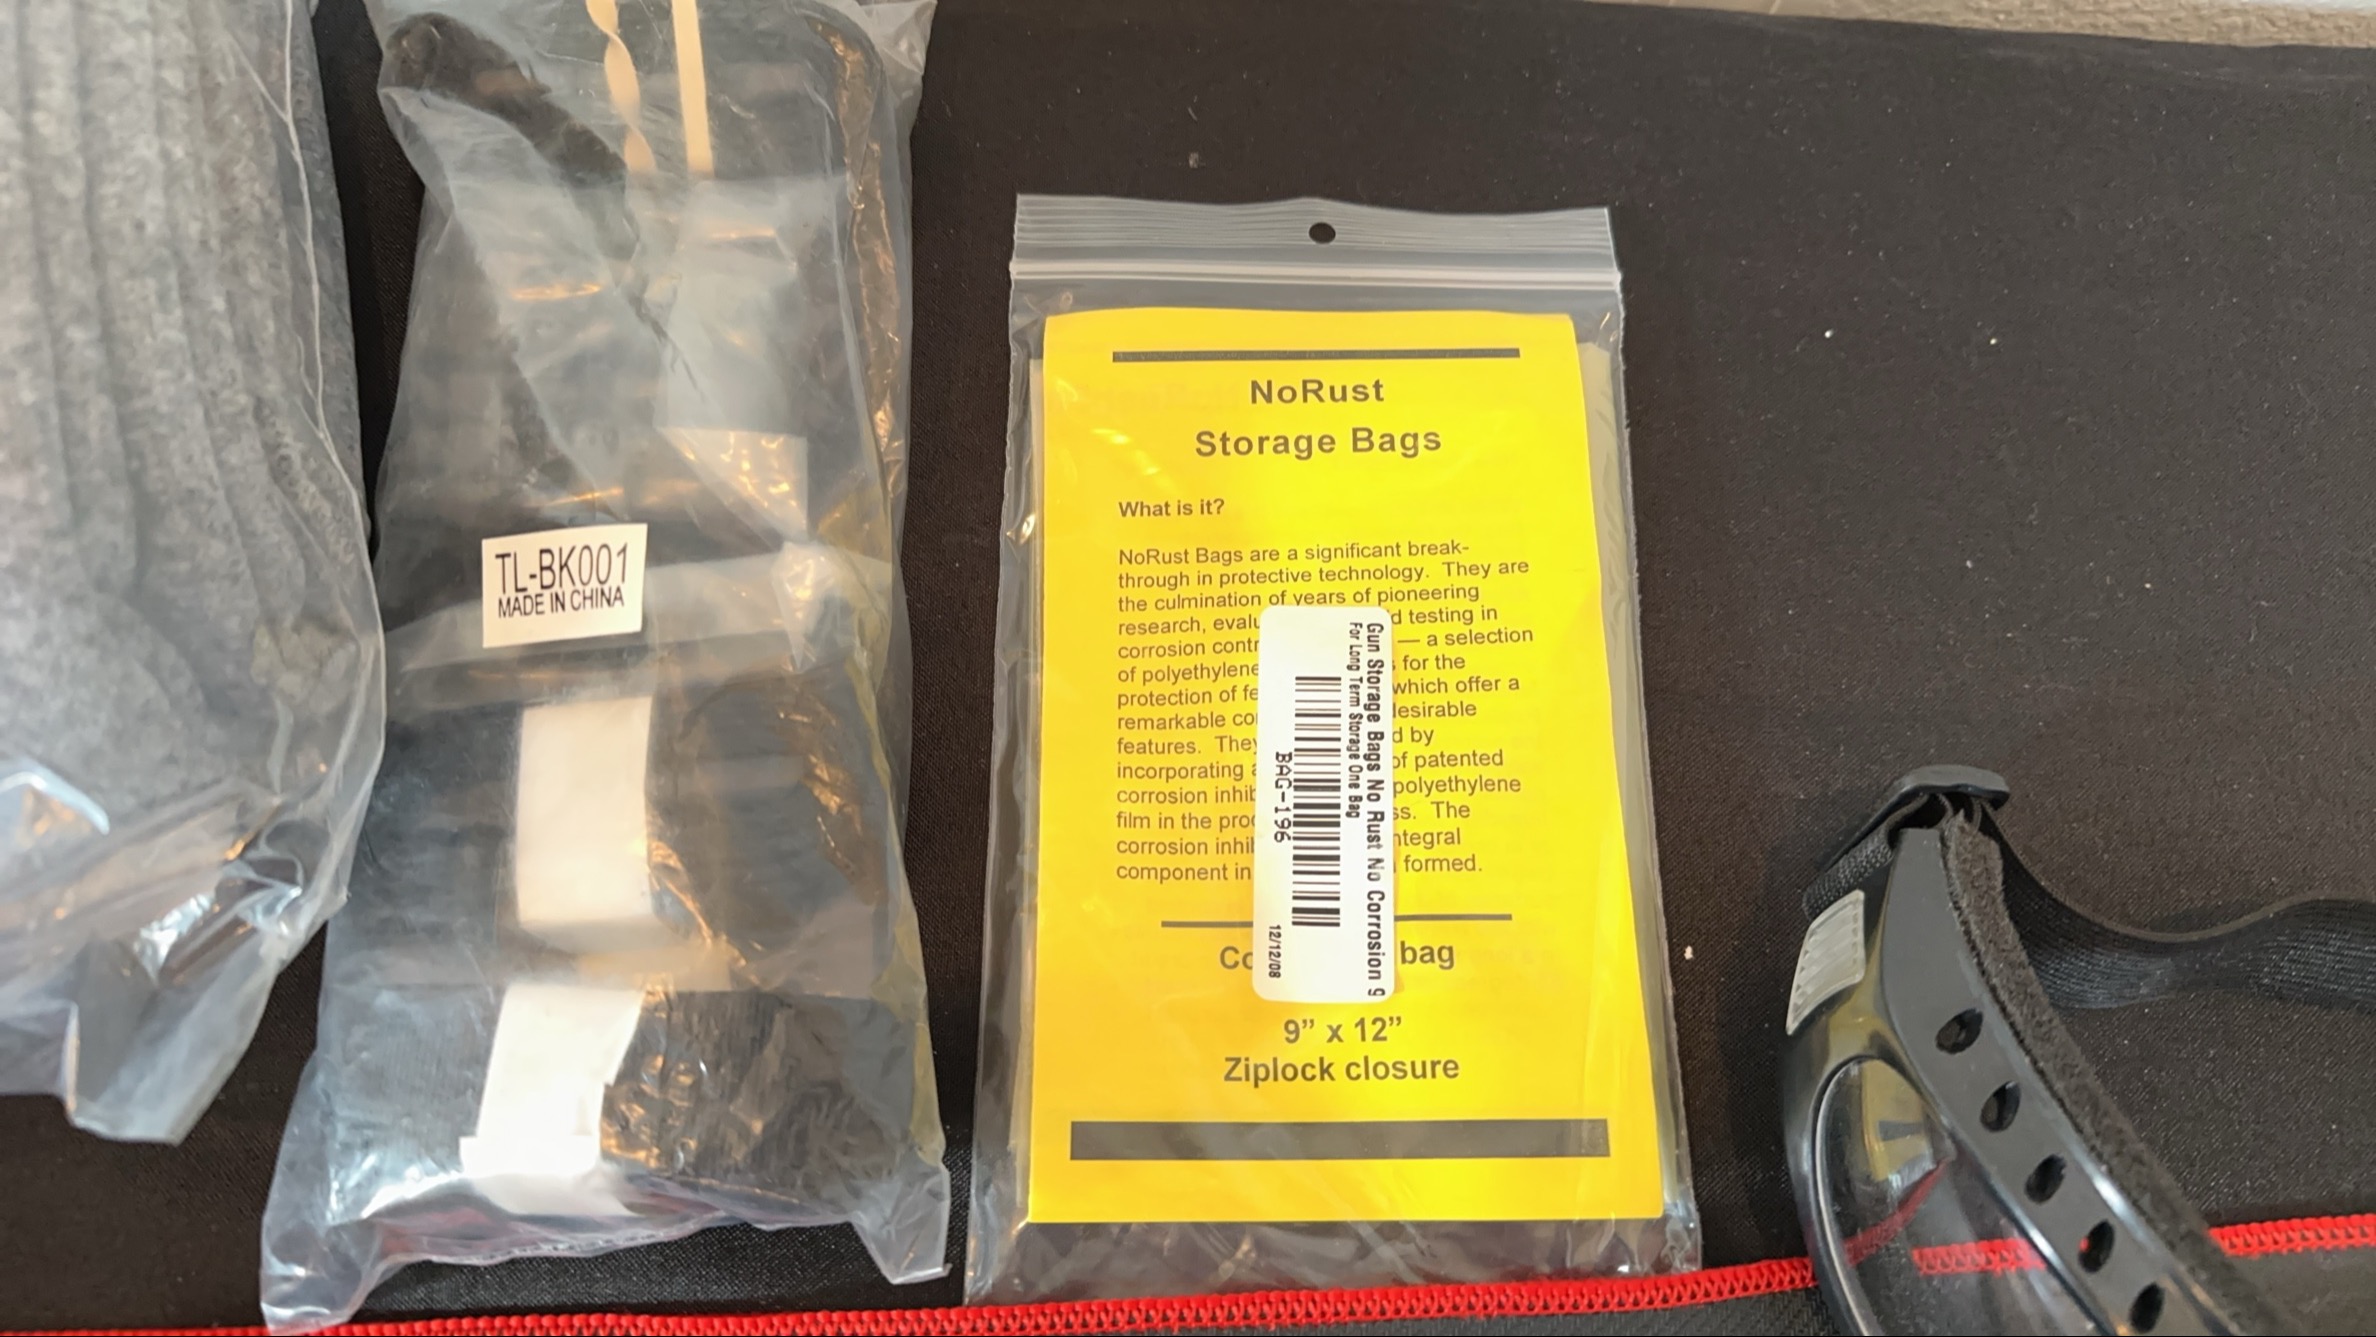 TL-BK001
MADE IN CHINA
NoRust
Storage Bags
What is it?
NoRust Bags are a significant break-
through in protective technology. They are
the culmination of years of pioneering
research, evalu d testing in
corrosion contr — a selection
of polyethylene for the
protection of fe which offer a
remarkable co desirable
features. They d by
incorporating of patented
corrosion inhib polyethylene
film in the proc ss. The
corrosion inhib ntegral
component in formed.
Co bag
9” x 12”
Ziplock closure
Gun Storage Bags No Rust No Corrosion 9
For Long Term Storage One Bag
BAG-196
12/12/08